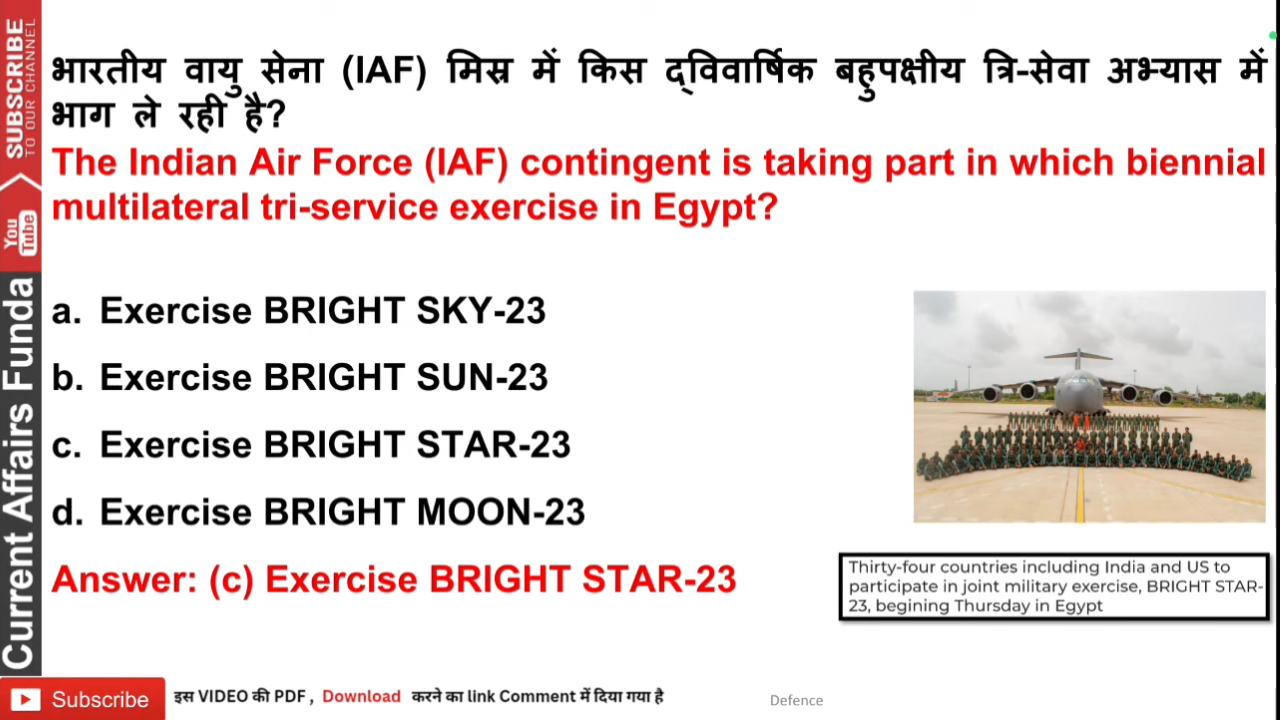 SUBSCRIBE
TO OUR CHANNEL
You
Tube
Current Affairs Funda
भारतीय वायु सेना (IAF) मिस्र में किस द्विवार्षिक बहुपक्षीय त्रि-सेवा अभ्यास में
भाग ले रही है?
The Indian Air Force (IAF) contingent is taking part in which biennial
multilateral tri-service exercise in Egypt?
a. Exercise BRIGHT SKY-23
b. Exercise BRIGHT SUN-23
c. Exercise BRIGHT STAR-23
d. Exercise BRIGHT MOON-23
Answer: (c) Exercise BRIGHT STAR-23
Thirty-four countries including India and US to
participate in joint military exercise, BRIGHT STAR-
23, begining Thursday in Egypt
Subscribe
इस VIDEO की PDF , Download करने का link Comment में दिया गया है
Defence